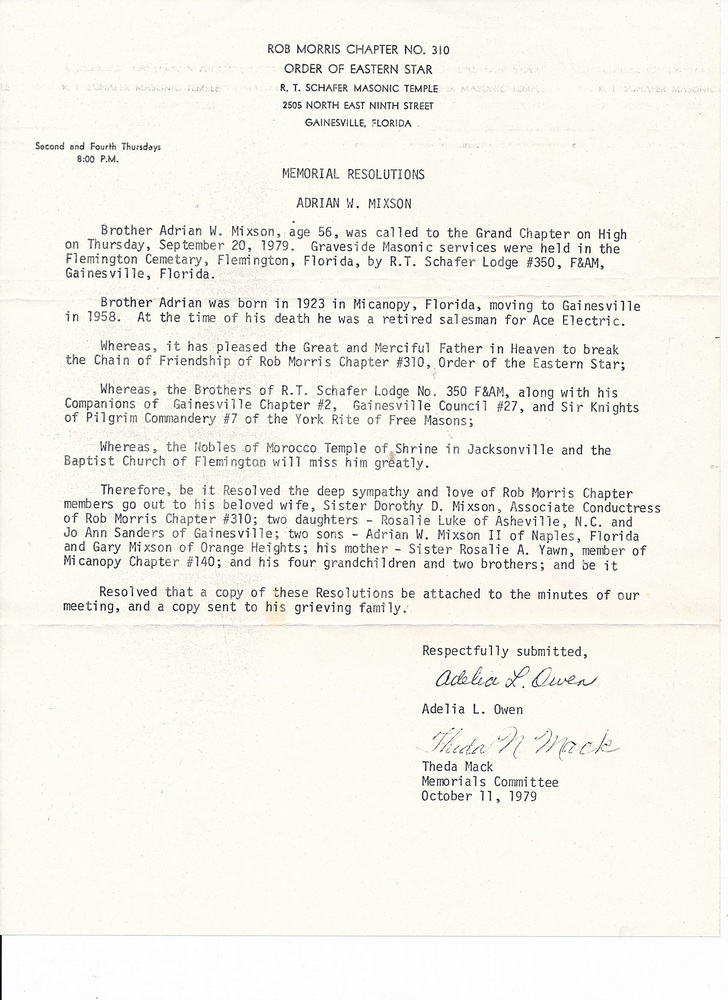 ROB MORRIS CHAPTER NO. 310
ORDER OF EASTERN STAR
R. T. SCHAFER MASONIC TEMPLE
2505 NORTH EAST NINTH STREET
GAINESVILLE, FLORIDA
Second and Fourth Thursdays
8:00 P.M.
MEMORIAL RESOLUTIONS
ADRIAN W. MIXSON
Brother Adrian W. Mixson, age 56, was called to the Grand Chapter on High
on Thursday, September 20, 1979. Graveside Masonic services were held in the
Flemington Cemetary, Flemington, Florida, by R.T. Schafer Lodge #350, F&AM,
Gainesville, Florida.
Brother Adrian was born in 1923 in Micanopy, Florida, moving to Gainesville
in 1958. At the time of his death he was a retired salesman for Ace Electric.
Whereas, it has pleased the Great and Merciful Father in Heaven to break
the Chain of Friendship of Rob Morris Chapter #310, Order of the Eastern Star;
Whereas, the Brothers of R.T. Schafer Lodge No. 350 F&AM, along with his
Companions of Gainesville Chapter #2, Gainesville Council #27, and Sir Knights
of Pilgrim Commandery #7 of the York Rite of Free Masons;
Whereas, the Nobles of Morocco Temple of Shrine in Jacksonville and the
Baptist Church of Flemington will miss him greatly.
Therefore, be it Resolved the deep sympathy and love of Rob Morris Chapter
members go out to his beloved wife, Sister Dorothy D. Mixson, Associate Conductress
of Rob Morris Chapter #310; two daughters - Rosalie Luke of Asheville, N.C. and
Jo Ann Sanders of Gainesville; two sons - Adrian W. Mixson II of Naples, Florida
and Gary Mixson of Orange Heights; his mother - Sister Rosalie A. Yawn, member of
Micanopy Chapter #140; and his four grandchildren and two brothers; and be it
Resolved that a copy of these Resolutions be attached to the minutes of our
meeting, and a copy sent to his grieving family.
Respectfully submitted,
Adelia L. Owen
Adelia L. Owen
Theda N Mack
Theda Mack
Memorials Committee
October 11, 1979